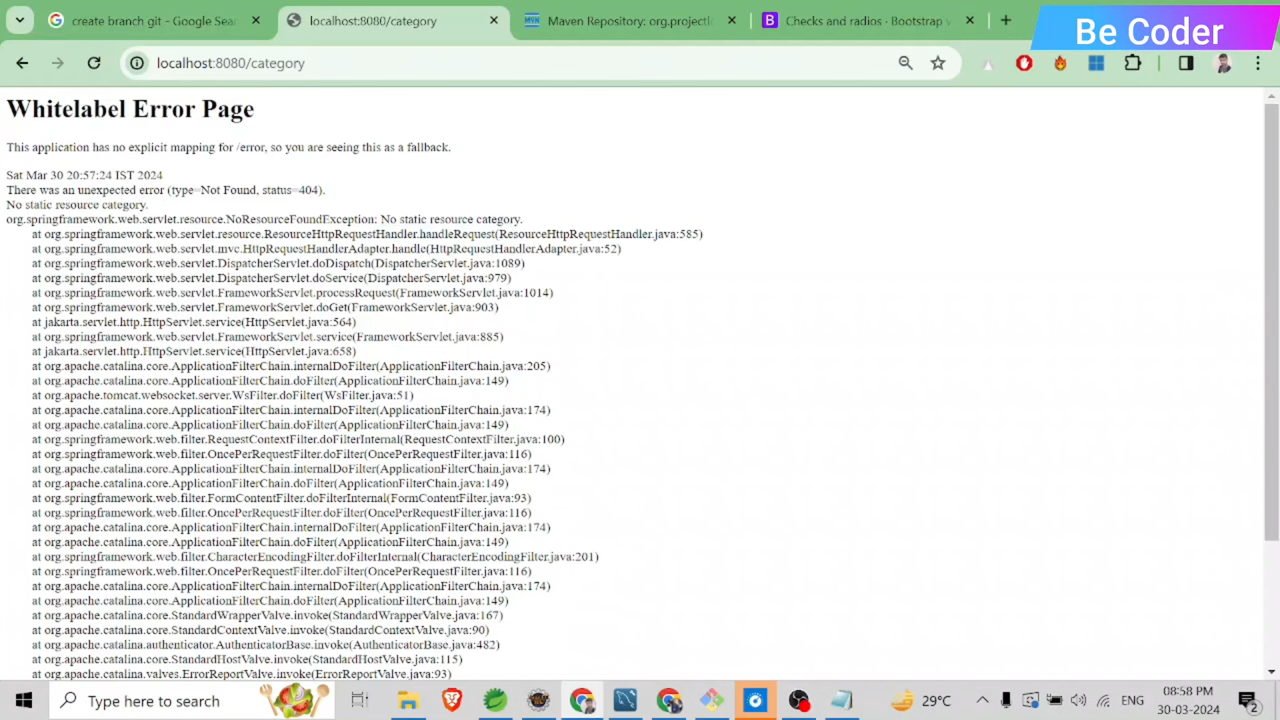 create branch git - Google Sea
localhost:8080/category
Maven Repository: org.projectl
Checks and radios · Bootstrap v
Be Coder
localhost:8080/category
Whitelabel Error Page
This application has no explicit mapping for /error, so you are seeing this as a fallback.
Sat Mar 30 20:57:24 IST 2024
There was an unexpected error (type=Not Found, status=404).
No static resource category.
org.springframework.web.servlet.resource.NoResourceFoundException: No static resource category.
at org.springframework.web.servlet.resource.ResourceHttpRequestHandler.handleRequest(ResourceHttpRequestHandler.java:585)
at org.springframework.web.servlet.mvc.HttpRequestHandlerAdapter.handle(HttpRequestHandlerAdapter.java:52)
at org.springframework.web.servlet.DispatcherServlet.doDispatch(DispatcherServlet.java:1089)
at org.springframework.web.servlet.DispatcherServlet.doService(DispatcherServlet.java:979)
at org.springframework.web.servlet.FrameworkServlet.processRequest(FrameworkServlet.java:1014)
at org.springframework.web.servlet.FrameworkServlet.doGet(FrameworkServlet.java:903)
at jakarta.servlet.http.HttpServlet.service(HttpServlet.java:564)
at org.springframework.web.servlet.FrameworkServlet.service(FrameworkServlet.java:885)
at jakarta.servlet.http.HttpServlet.service(HttpServlet.java:658)
at org.apache.catalina.core.ApplicationFilterChain.internalDoFilter(ApplicationFilterChain.java:205)
at org.apache.catalina.core.ApplicationFilterChain.doFilter(ApplicationFilterChain.java:149)
at org.apache.tomcat.websocket.server.WsFilter.doFilter(WsFilter.java:51)
at org.apache.catalina.core.ApplicationFilterChain.internalDoFilter(ApplicationFilterChain.java:174)
at org.apache.catalina.core.ApplicationFilterChain.doFilter(ApplicationFilterChain.java:149)
at org.springframework.web.filter.RequestContextFilter.doFilterInternal(RequestContextFilter.java:100)
at org.springframework.web.filter.OncePerRequestFilter.doFilter(OncePerRequestFilter.java:116)
at org.apache.catalina.core.ApplicationFilterChain.internalDoFilter(ApplicationFilterChain.java:174)
at org.apache.catalina.core.ApplicationFilterChain.doFilter(ApplicationFilterChain.java:149)
at org.springframework.web.filter.FormContentFilter.doFilterInternal(FormContentFilter.java:93)
at org.springframework.web.filter.OncePerRequestFilter.doFilter(OncePerRequestFilter.java:116)
at org.apache.catalina.core.ApplicationFilterChain.internalDoFilter(ApplicationFilterChain.java:174)
at org.apache.catalina.core.ApplicationFilterChain.doFilter(ApplicationFilterChain.java:149)
at org.springframework.web.filter.CharacterEncodingFilter.doFilterInternal(CharacterEncodingFilter.java:201)
at org.springframework.web.filter.OncePerRequestFilter.doFilter(OncePerRequestFilter.java:116)
at org.apache.catalina.core.ApplicationFilterChain.internalDoFilter(ApplicationFilterChain.java:174)
at org.apache.catalina.core.ApplicationFilterChain.doFilter(ApplicationFilterChain.java:149)
at org.apache.catalina.core.StandardWrapperValve.invoke(StandardWrapperValve.java:167)
at org.apache.catalina.core.StandardContextValve.invoke(StandardContextValve.java:90)
at org.apache.catalina.authenticator.AuthenticatorBase.invoke(AuthenticatorBase.java:482)
at org.apache.catalina.core.StandardHostValve.invoke(StandardHostValve.java:115)
at org.apache.catalina.valves.ErrorReportValve.invoke(ErrorReportValve.java:93)
Type here to search
29°C
ENG
08:58 PM
30-03-2024
2